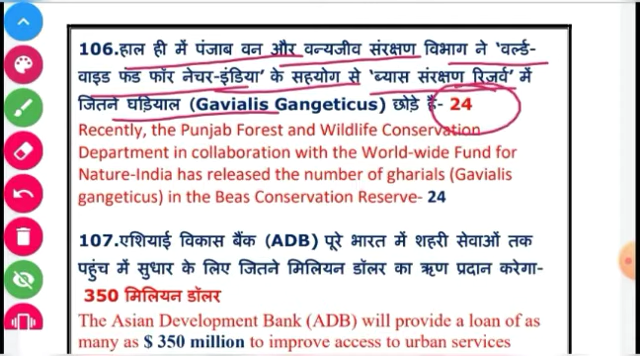 106.हाल ही में पंजाब वन और वन्यजीव संरक्षण विभाग ने ‘वर्ल्ड-
वाइड फंड फॉर नेचर-इंडिया’ के सहयोग से ‘ब्यास संरक्षण रिजर्व’ में
जितने घड़ियाल (Gavialis Gangeticus) छोड़े हैं- 24
Recently, the Punjab Forest and Wildlife Conservation
Department in collaboration with the World-wide Fund for
Nature-India has released the number of gharials (Gavialis
gangeticus) in the Beas Conservation Reserve- 24
107.एशियाई विकास बैंक (ADB) पूरे भारत में शहरी सेवाओं तक
पहुंच में सुधार के लिए जितने मिलियन डॉलर का ऋण प्रदान करेगा-
350 मिलियन डॉलर
The Asian Development Bank (ADB) will provide a loan of as
many as $ 350 million to improve access to urban services